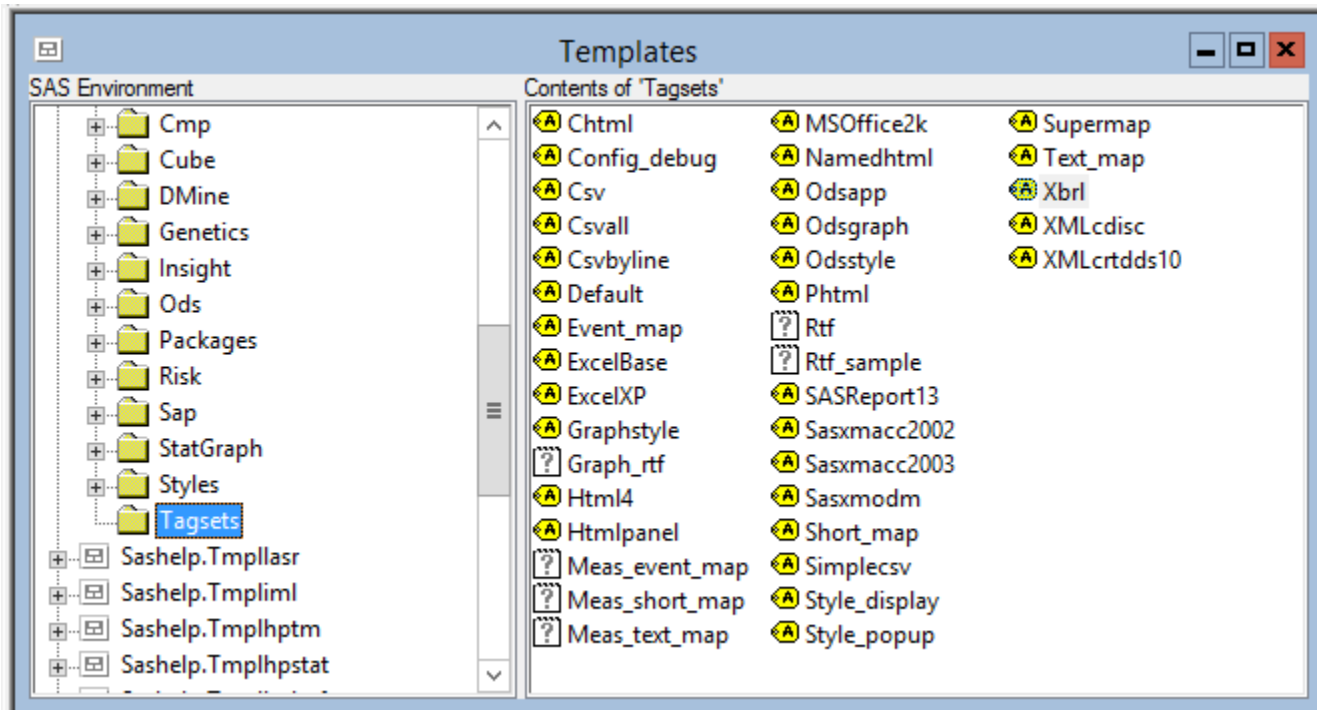 Templates
SAS Environment
Contents of 'Tagsets'
Cmp
Cube
DMine
Genetics
Insight
Ods
Packages
Risk
Sap
StatGraph
Styles
Tagsets
Sashelp.Tmpllasr
Sashelp.Tmpliml
Sashelp.Tmplhptm
Sashelp.Tmplhpstat
Chtml
Config_debug
Csv
Csvall
Csvbyline
Default
Event_map
ExcelBase
ExcelXP
Graphstyle
Graph_rtf
Html4
Htmlpanel
Meas_event_map
Meas_short_map
Meas_text_map
MSOffice2k
Namedhtml
Odsapp
Odsgraph
Odsstyle
Phtml
Rtf
Rtf_sample
SASReport13
Sasxmacc2002
Sasxmacc2003
Sasxmodm
Short_map
Simplecsv
Style_display
Style_popup
Supermap
Text_map
Xbrl
XMLcdisc
XMLcrtdds10